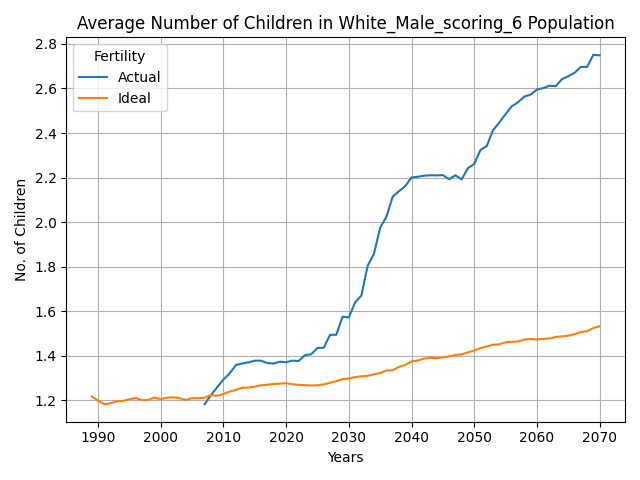 Average Number of Children in White_Male_scoring_6 Population
Fertility
Actual
Ideal
No. of Children
2.8
2.6
2.4
2.2
2.0
1.8
1.6
1.4
1.2
1990 2000 2010 2020 2030 2040 2050 2060 2070
Years